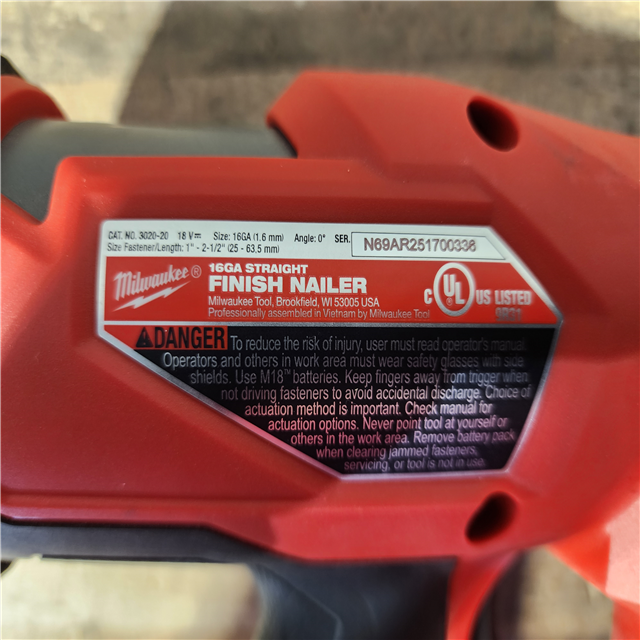 CAT. NO. 3020-20 18 V⎓ Size: 16GA (1.6 mm) Angle: 0° SER. N69AR251700336
Size Fastener/Length: 1" - 2-1/2" (25 - 63.5 mm)
Milwaukee®
16GA STRAIGHT
FINISH NAILER
Milwaukee Tool, Brookfield, WI 53005 USA
Professionally assembled in Vietnam by Milwaukee Tool
C UL® US LISTED
9B31
DANGER To reduce the risk of injury, user must read operator's manual.
Operators and others in work area must wear safety glasses with side
shields. Use M18™ batteries. Keep fingers away from trigger when
not driving fasteners to avoid accidental discharge. Choice of
actuation method is important. Check manual for
actuation options. Never point tool at yourself or
others in the work area. Remove battery pack
when clearing jammed fasteners,
servicing, or tool is not in use.